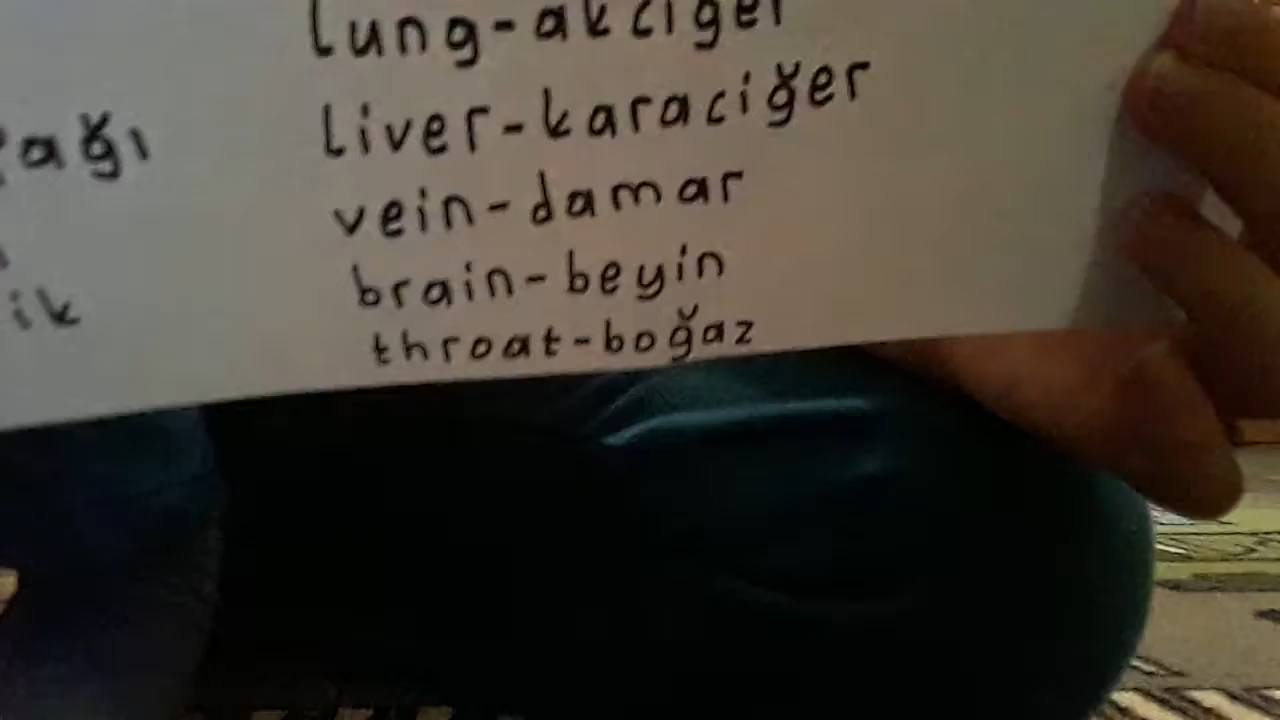 lung-akciğer
liver-karaciğer
vein-damar
brain-beyin
throat-boğaz